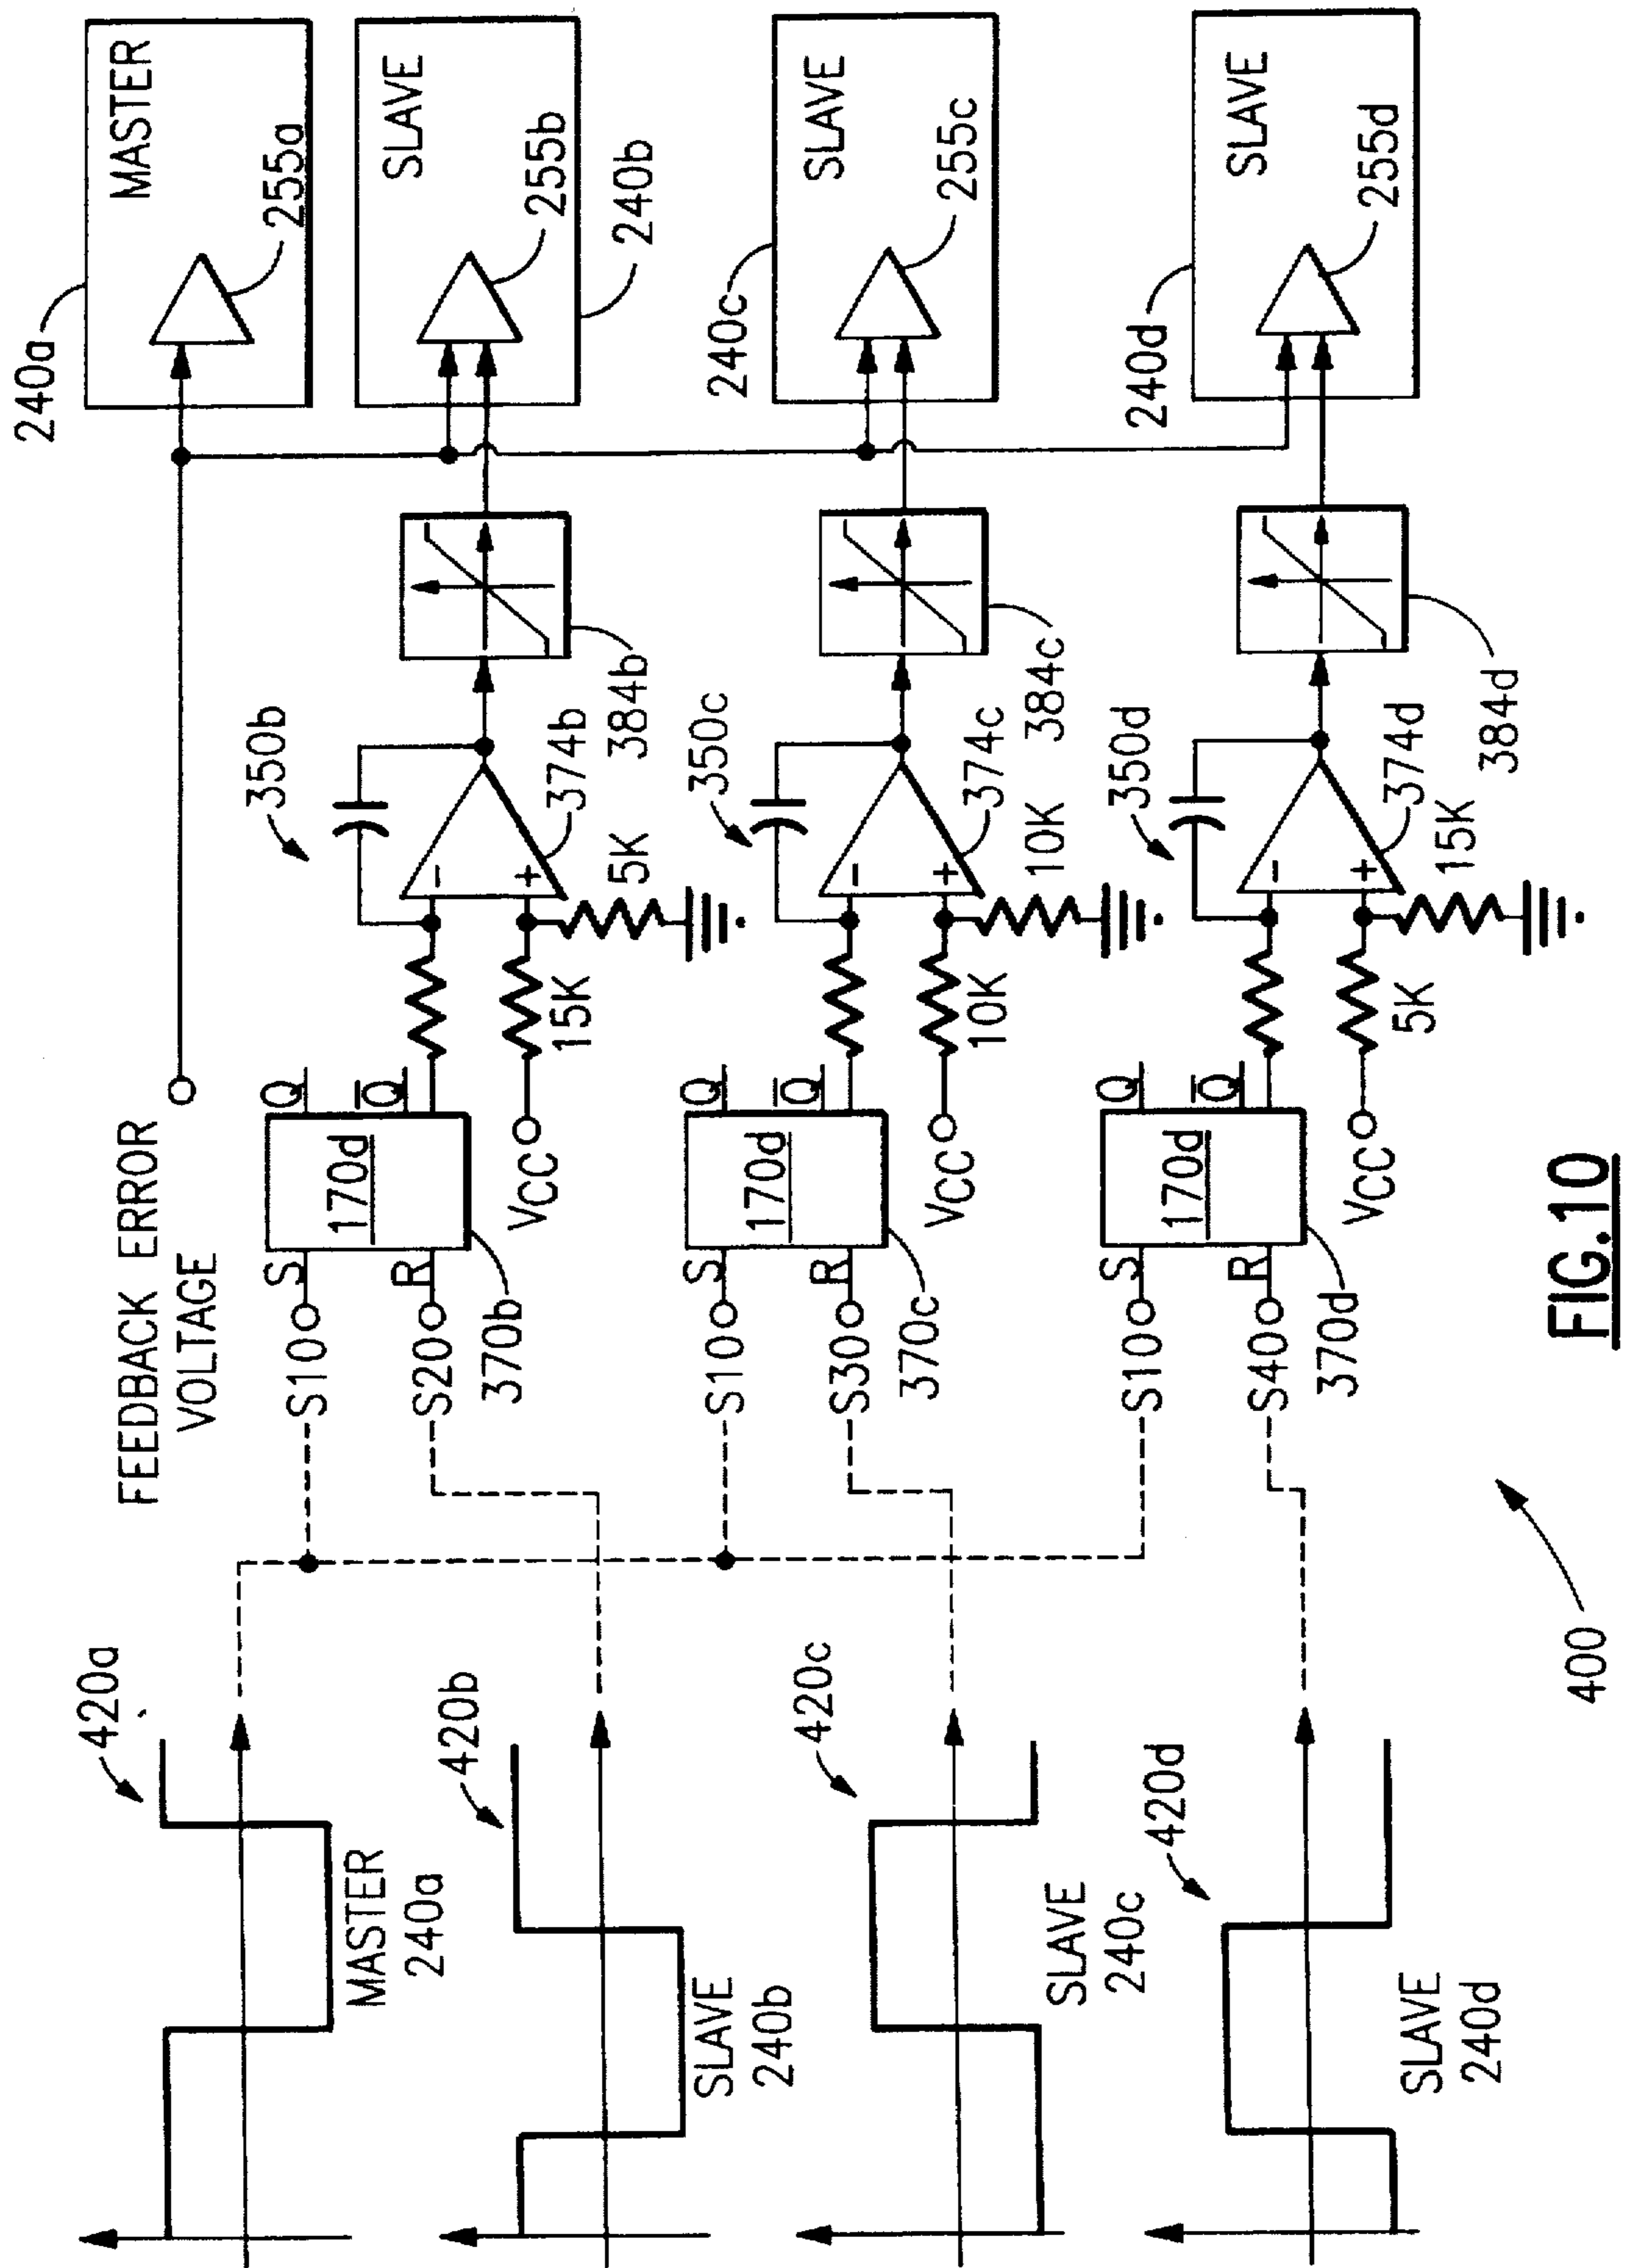 420a
MASTER
240a
420b
SLAVE
240b
420c
SLAVE
240c
420d
SLAVE
240d
400
FEEDBACK ERROR
VOLTAGE
S10
S
Q
170d
S20
R
Q̅
370b
VCC
15K
5K
350b
374b
384b
S10
S
Q
170d
S30
R
Q̅
370c
VCC
10K
10K
350c
374c
384c
S10
S
Q
170d
S40
R
Q̅
370d
VCC
5K
15K
350d
374d
384d
-
+
-
+
-
+
240a
MASTER
255a
SLAVE
255b
240b
240c
SLAVE
255c
240d
SLAVE
255d
FIG.10